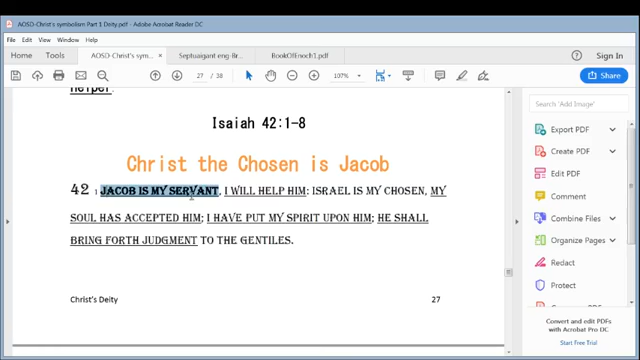 AOSD-Christ's symbolism Part 1 Deity.pdf - Adobe Acrobat Reader DC
File Edit View Window Help
Home Tools AOSD-Christ's sym... × Septuaigant eng-Br... BookOfEnoch1.pdf Sign In
27 / 38 107% Share
helper.
Isaiah 42:1-8
Christ the Chosen is Jacob
42 1 JACOB IS MY SERVANT, I WILL HELP HIM: ISRAEL IS MY CHOSEN, MY
SOUL HAS ACCEPTED HIM; I HAVE PUT MY SPIRIT UPON HIM; HE SHALL
BRING FORTH JUDGMENT TO THE GENTILES.
Christ's Deity 27
Search 'Add Image'
Export PDF
Create PDF
Edit PDF
Comment
Combine Files
Organize Pages
Redact
Protect
Convert and edit PDFs
with Acrobat Pro DC
Start Free Trial